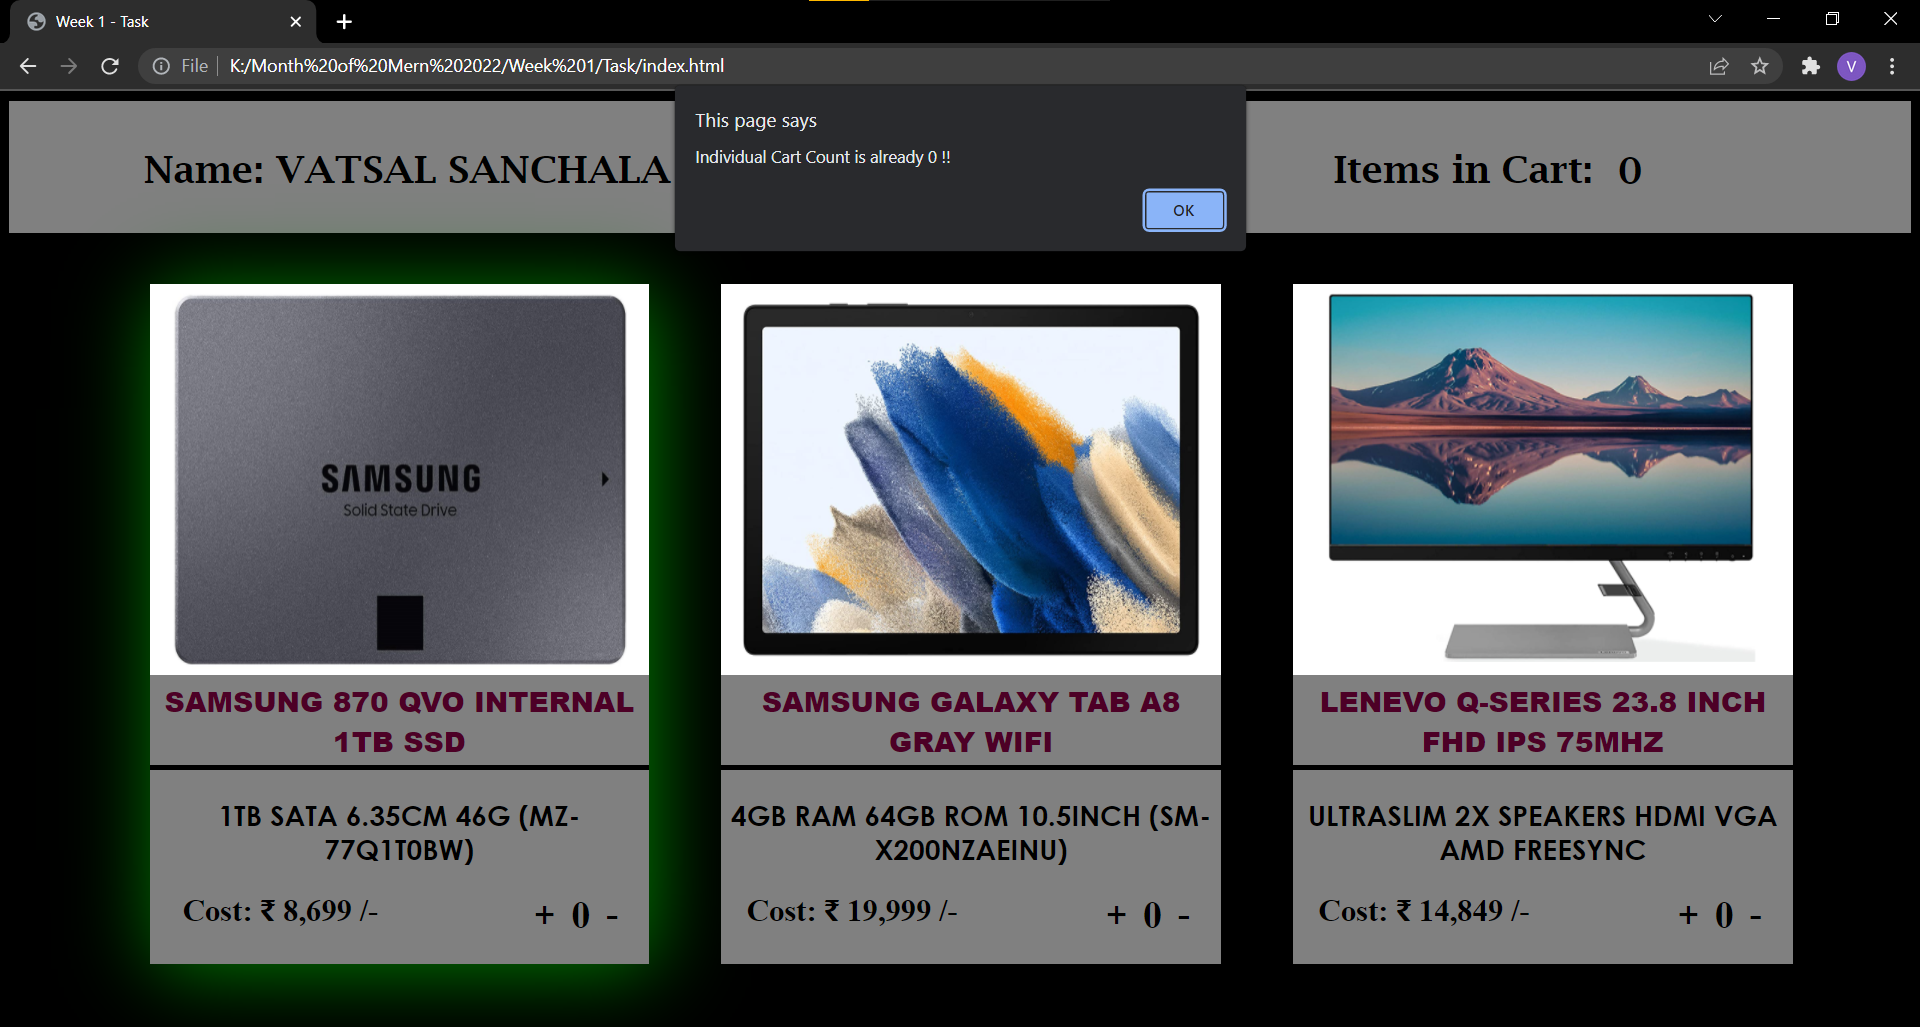 Week 1 - Task
File
K:/Month%20of%20Mern%202022/Week%201/Task/index.html
V
This page says
Individual Cart Count is already 0 !!
OK
Name: VATSAL SANCHALA
Items in Cart: 0
SAMSUNG
Solid State Drive
SAMSUNG 870 QVO INTERNAL
1TB SSD
1TB SATA 6.35CM 46G (MZ-
77Q1T0BW)
Cost: ₹ 8,699 /-
+ 0 -
SAMSUNG GALAXY TAB A8
GRAY WIFI
4GB RAM 64GB ROM 10.5INCH (SM-
X200NZAEINU)
Cost: ₹ 19,999 /-
+ 0 -
LENEVO Q-SERIES 23.8 INCH
FHD IPS 75MHZ
ULTRASLIM 2X SPEAKERS HDMI VGA
AMD FREESYNC
Cost: ₹ 14,849 /-
+ 0 -